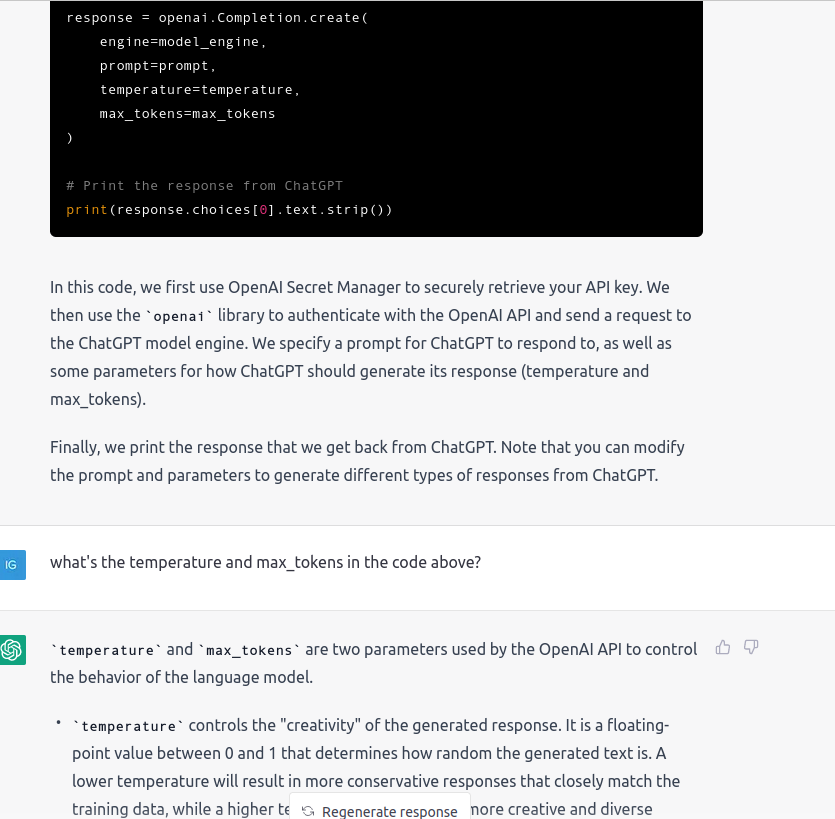 response = openai.Completion.create(
    engine=model_engine,
    prompt=prompt,
    temperature=temperature,
    max_tokens=max_tokens
)
# Print the response from ChatGPT
print(response.choices[0].text.strip())
In this code, we first use OpenAI Secret Manager to securely retrieve your API key. We
then use the `openai` library to authenticate with the OpenAI API and send a request to
the ChatGPT model engine. We specify a prompt for ChatGPT to respond to, as well as
some parameters for how ChatGPT should generate its response (temperature and
max_tokens).
Finally, we print the response that we get back from ChatGPT. Note that you can modify
the prompt and parameters to generate different types of responses from ChatGPT.
IG
what's the temperature and max_tokens in the code above?
`temperature` and `max_tokens` are two parameters used by the OpenAI API to control
the behavior of the language model.
• `temperature` controls the "creativity" of the generated response. It is a floating-
point value between 0 and 1 that determines how random the generated text is. A
lower temperature will result in more conservative responses that closely match the
training data, while a higher te
Regenerate response
more creative and diverse